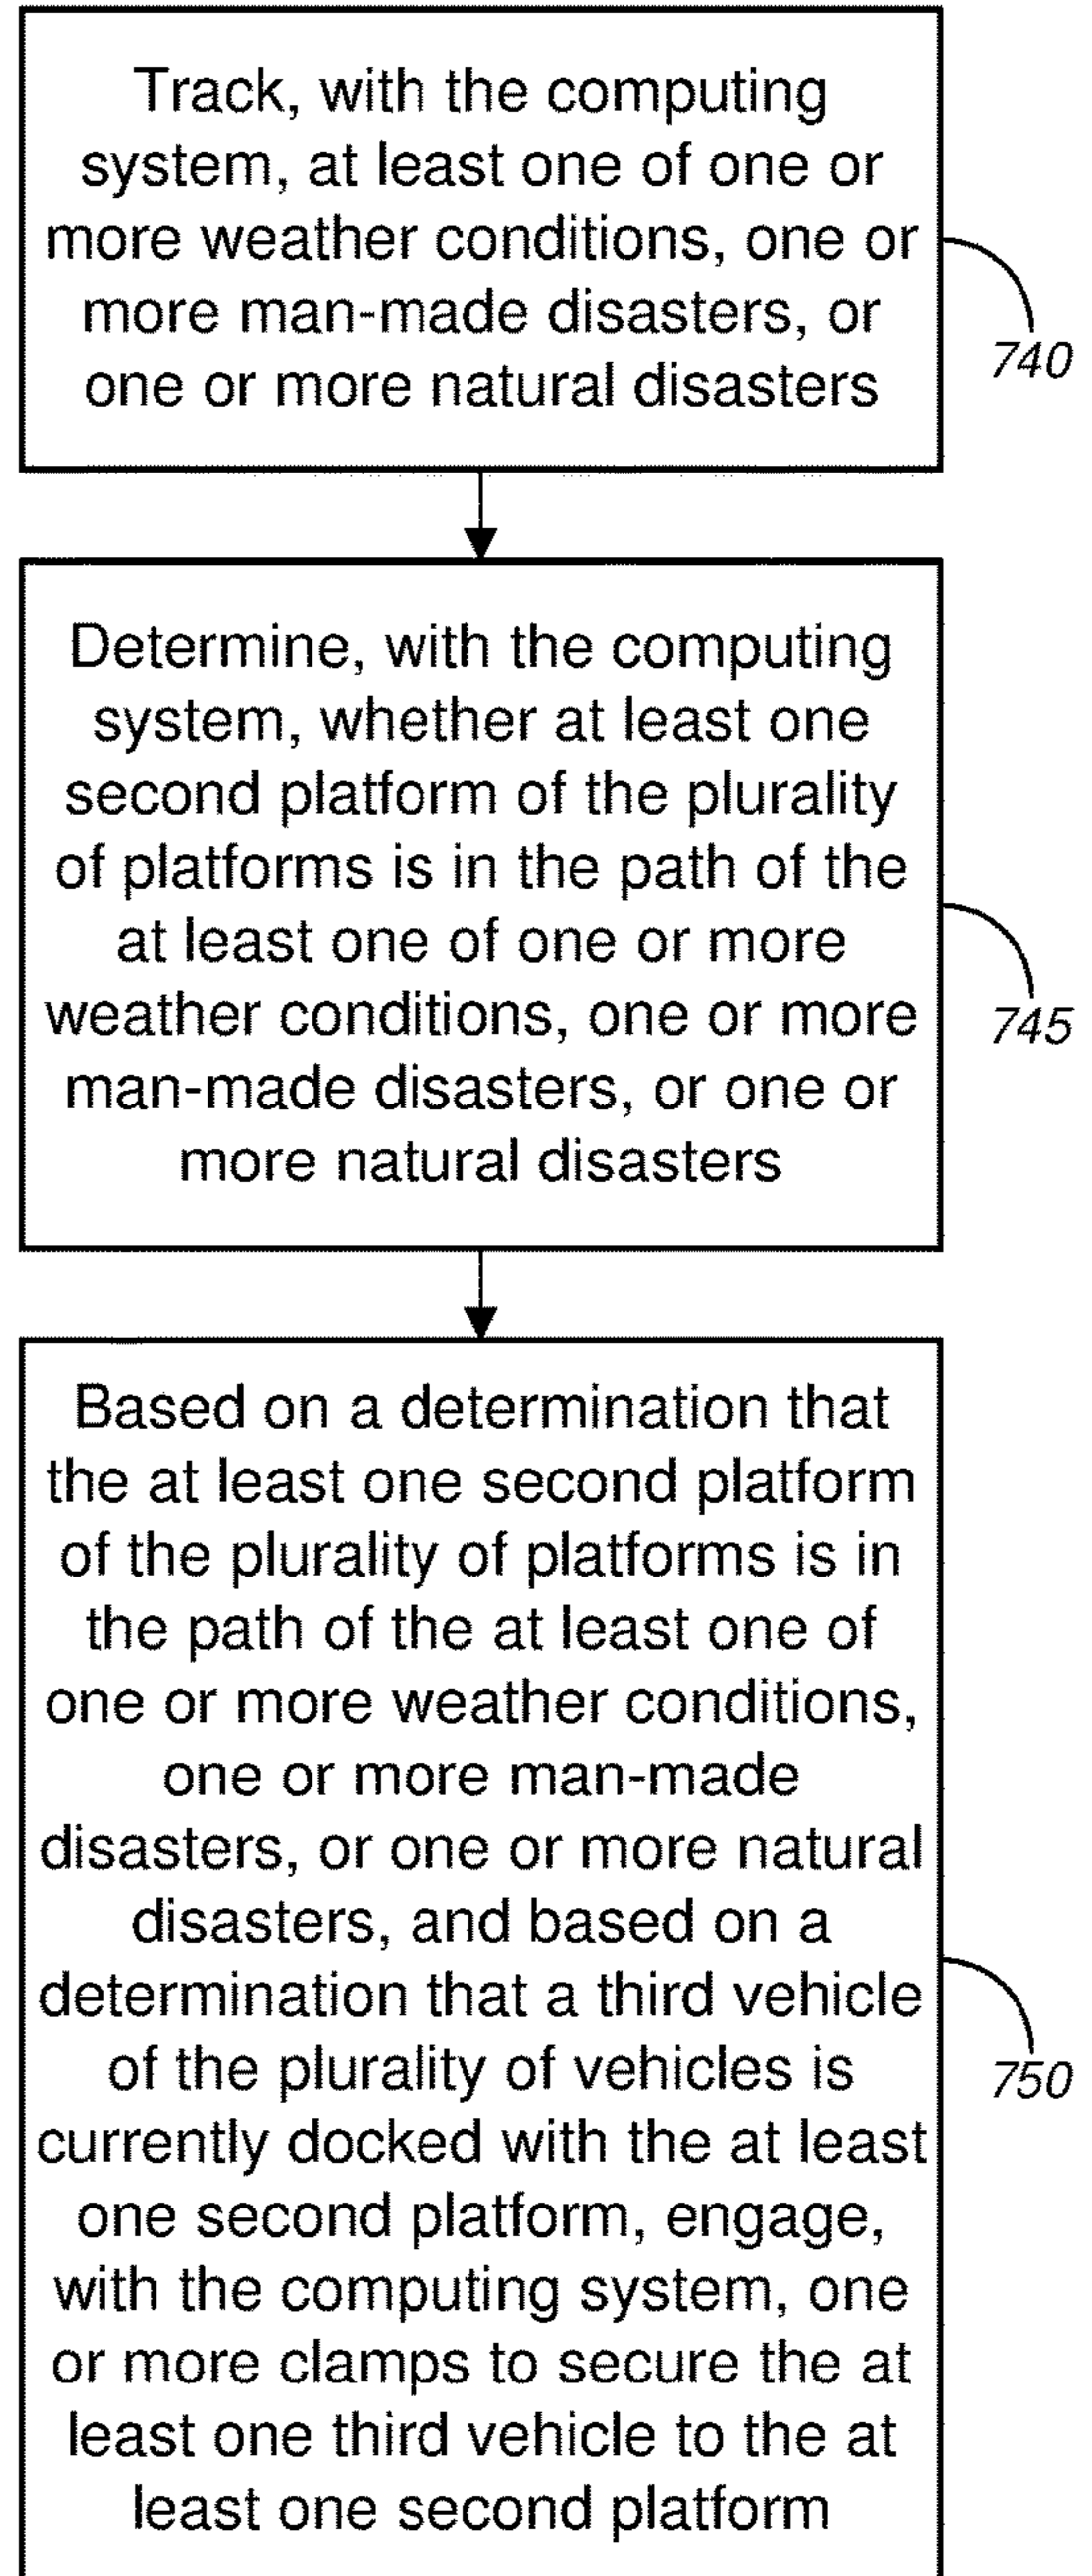 Track, with the computing
system, at least one of one or
more weather conditions, one or
more man-made disasters, or
one or more natural disasters
740
Determine, with the computing
system, whether at least one
second platform of the plurality
of platforms is in the path of the
at least one of one or more
weather conditions, one or more
man-made disasters, or one or
more natural disasters
745
Based on a determination that
the at least one second platform
of the plurality of platforms is in
the path of the at least one of
one or more weather conditions,
one or more man-made
disasters, or one or more natural
disasters, and based on a
determination that a third vehicle
of the plurality of vehicles is
currently docked with the at least
one second platform, engage,
with the computing system, one
or more clamps to secure the at
least one third vehicle to the at
least one second platform
750